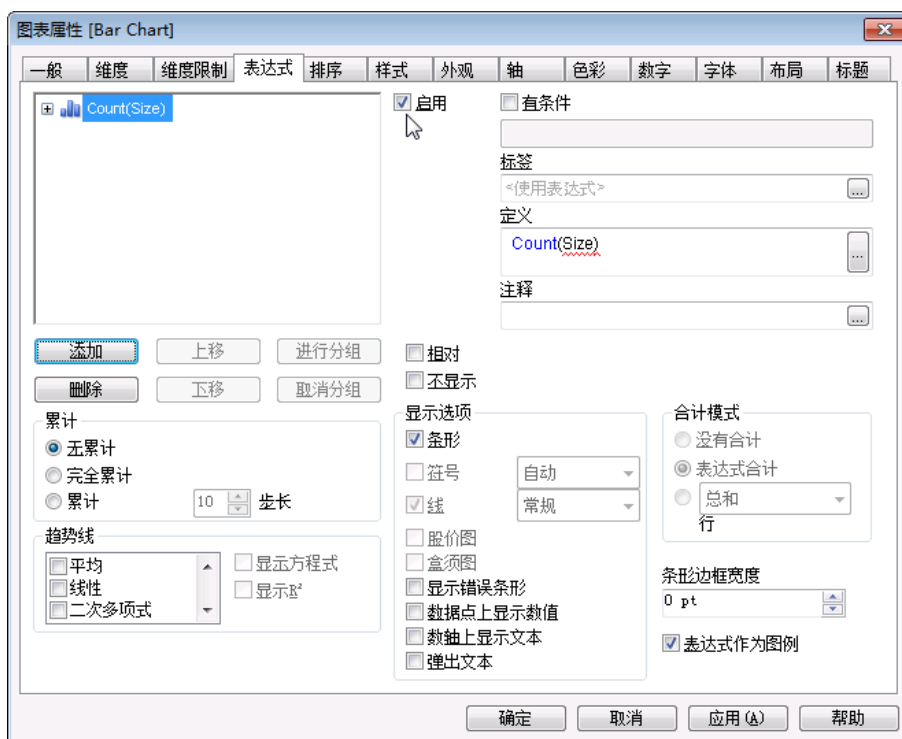 图表属性 [Bar Chart]
一般 维度 维度限制 表达式 排序 样式 外观 轴 色彩 数字 字体 布局 标题
Count(Size)
启用
有条件
标签
<使用表达式>
...
定义
Count(Size)
...
注释
...
添加 上移 进行分组
删除 下移 取消分组
相对
不显示
累计
无累计
完全累计
累计 10 步长
趋势线
平均
线性
二次多项式
显示方程式
显示R²
显示选项
条形
符号 自动
线 常规
股价图
盒须图
显示错误条形
数据点上显示数值
数轴上显示文本
弹出文本
合计模式
没有合计
表达式合计
总和
行
条形边框宽度
0 pt
表达式作为图例
确定 取消 应用(A) 帮助